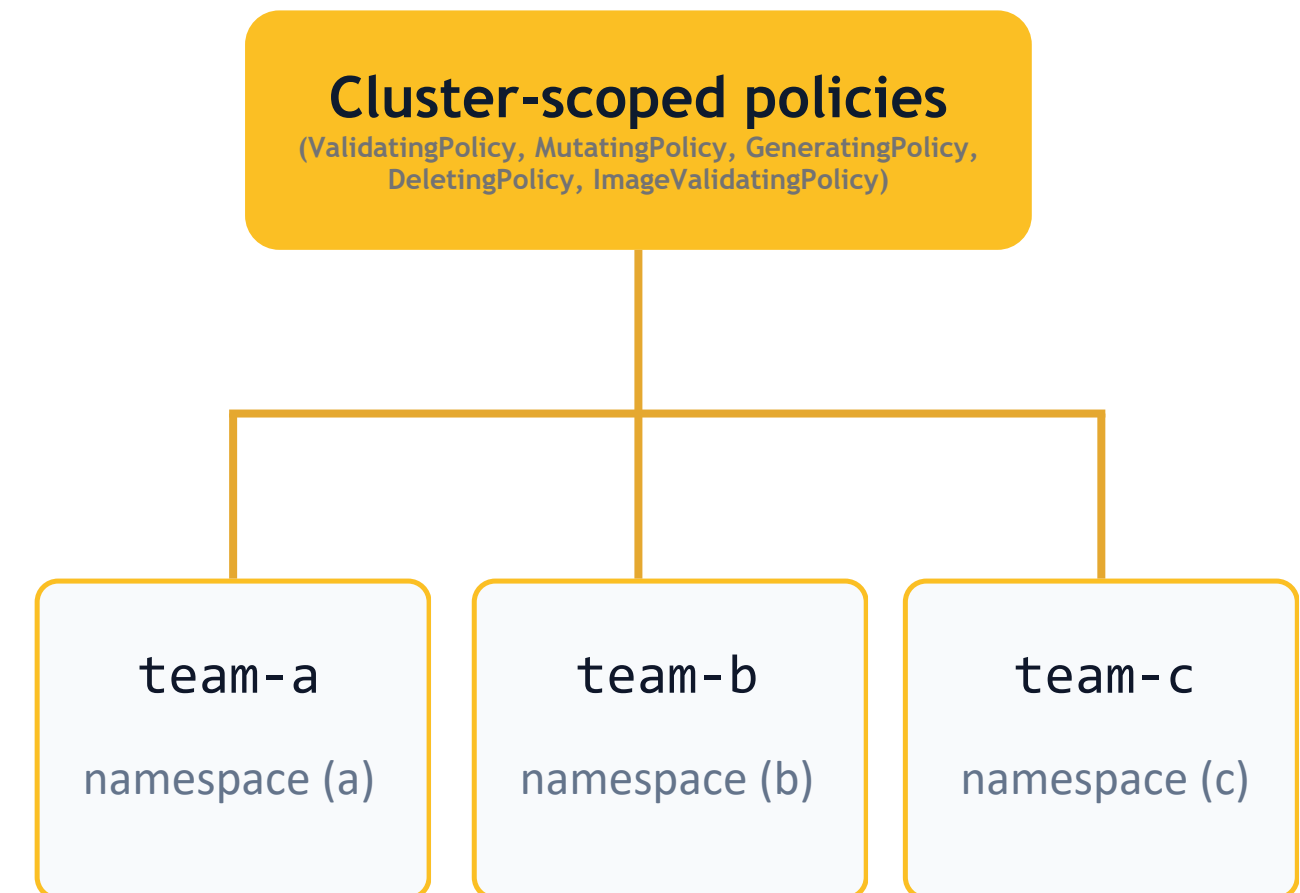 Cluster-scoped policies
(ValidatingPolicy, MutatingPolicy, GeneratingPolicy,
DeletingPolicy, ImageValidatingPolicy)
team-a
team-b
team-c
namespace (a)
namespace (b)
namespace (c)